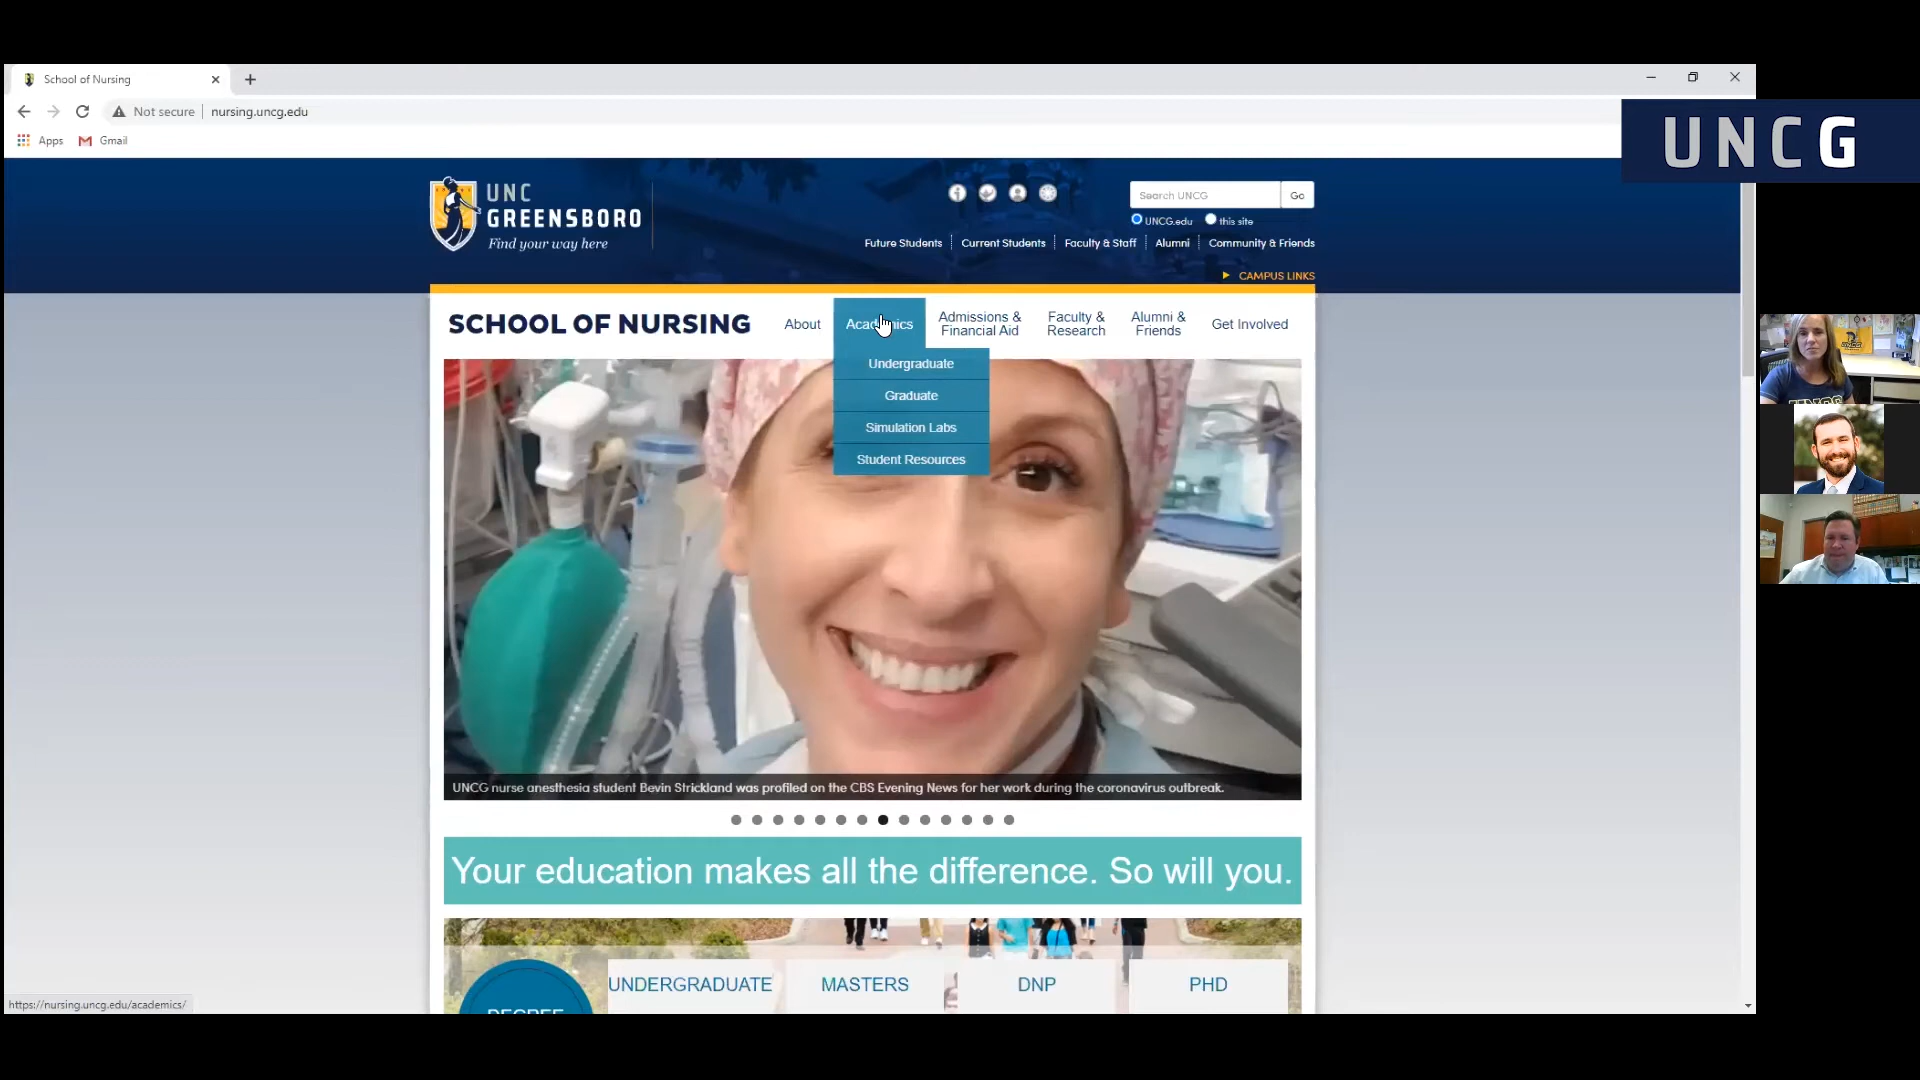 School of Nursing
Not secure
nursing.uncg.edu
Apps
Gmail
UNCG
UNC
GREENSBORO
Find your way here
Search UNCG
Go
UNCG.edu
this site
Future Students
Current Students
Faculty & Staff
Alumni
Community & Friends
CAMPUS LINKS
SCHOOL OF NURSING
About
Academics
Admissions &
Financial Aid
Faculty &
Research
Alumni &
Friends
Get Involved
Undergraduate
Graduate
Simulation Labs
Student Resources
UNCG nurse anesthesia student Bevin Strickland was profiled on the CBS Evening News for her work during the coronavirus outbreak.
Your education makes all the difference. So will you.
UNDERGRADUATE
MASTERS
DNP
PHD
DEGREE
https://nursing.uncg.edu/academics/